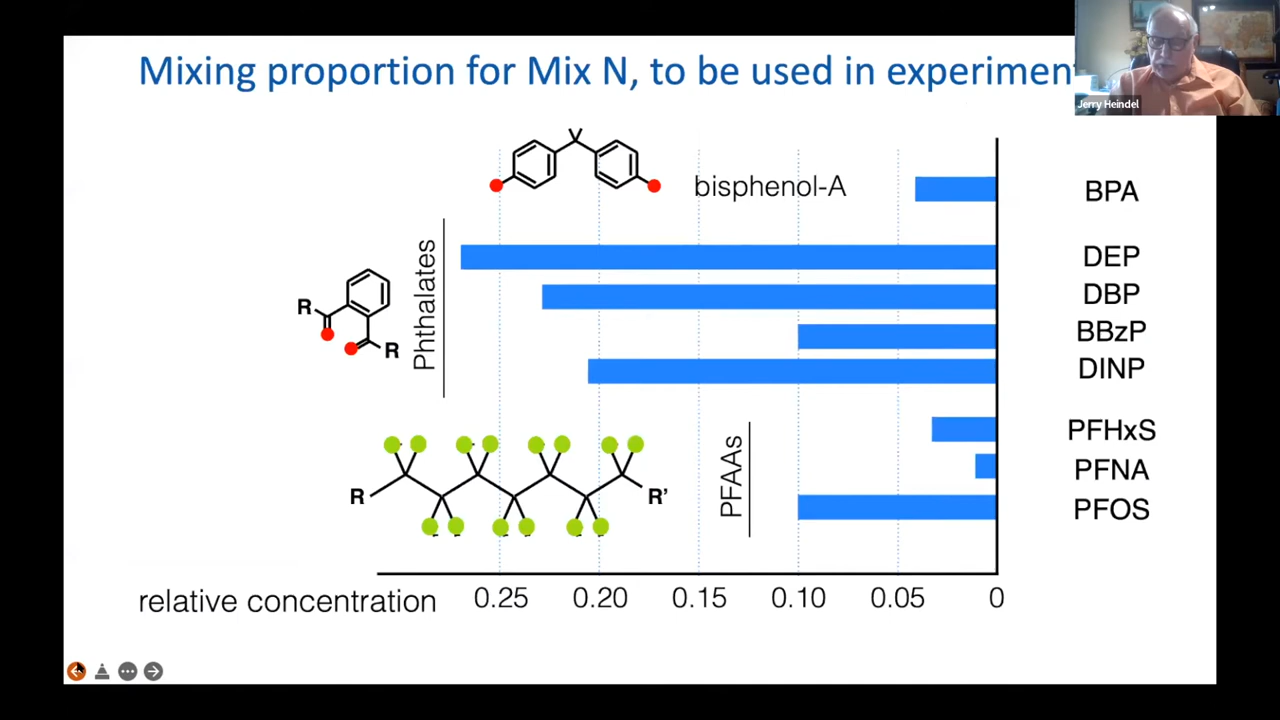 Mixing proportion for Mix N, to be used in experimen
Jerry Heindel
bisphenol-A
BPA
Phthalates
R
R
DEP
DBP
BBzP
DINP
R
R'
PFAAs
PFHxS
PFNA
PFOS
relative concentration
0.25 0.20 0.15 0.10 0.05 0